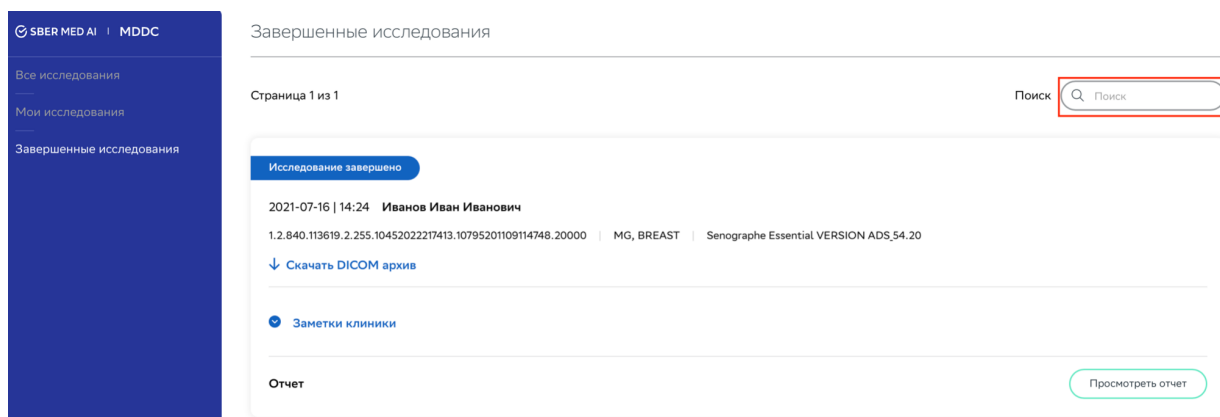 SBER MED AI | MDDC
Все исследования
Мои исследования
Завершенные исследования
Завершенные исследования
Страница 1 из 1
Поиск
Поиск
Исследование завершено
2021-07-16 | 14:24 Иванов Иван Иванович
1.2.840.113619.2.255.10452022217413.10795201109114748.20000 | MG, BREAST | Senographe Essential VERSION ADS_54.20
Скачать DICOM архив
Заметки клиники
Отчет
Просмотреть отчет